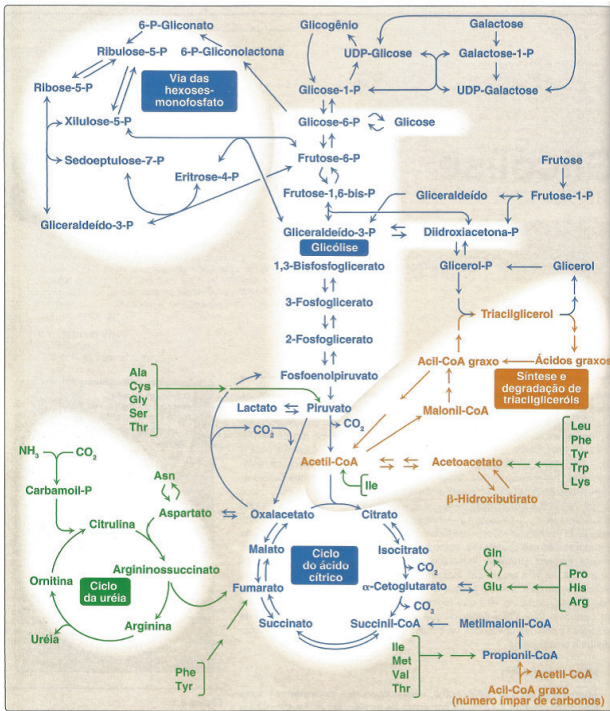 6-P-Gliconato
Glicogênio
Galactose
Ribulose-5-P
6-P-Gliconolactona
UDP-Glicose
Galactose-1-P
Via das
hexoses-
monofosfato
Ribose-5-P
Glicose-1-P
UDP-Galactose
Xilulose-5-P
Glicose-6-P
Glicose
Sedoeptulose-7-P
Frutose-6-P
Frutose
Eritrose-4-P
Frutose-1,6-bis-P
Gliceraldeído
Frutose-1-P
Gliceraldeído-3-P
Gliceraldeído-3-P
Diidroxiacetona-P
Glicólise
1,3-Bisfosfoglicerato
Glicerol-P
Glicerol
3-Fosfoglicerato
Triacilglicerol
2-Fosfoglicerato
Acil-CoA graxo
Ácidos graxos
Ala
Cys
Gly
Ser
Thr
Fosfoenolpiruvato
Síntese e
degradação de
triacilgliceróis
Lactato
Piruvato
Malonil-CoA
CO2
CO2
Leu
Phe
Tyr
Trp
Lys
NH3
CO2
Acetil-CoA
Acetoacetato
Asn
Ile
Carbamoil-P
β-Hidroxibutirato
Aspartato
Oxalacetato
Citrato
Citrulina
Malato
Ciclo
do ácido
cítrico
Isocitrato
Gln
CO2
Argininossuccinato
Ornitina
Ciclo
da uréia
Fumarato
α-Cetoglutarato
Glu
Pro
His
Arg
CO2
Arginina
Succinato
Succinil-CoA
Metilmalonil-CoA
Uréia
Ile
Met
Val
Thr
Propionil-CoA
Phe
Tyr
Acetil-CoA
Acil-CoA graxo
(número ímpar de carbonos)